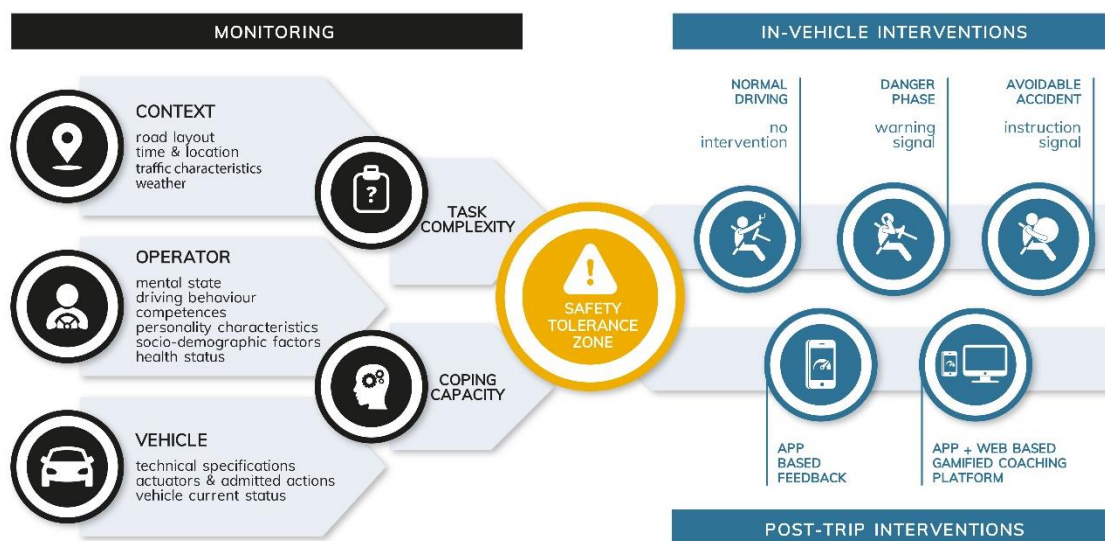 MONITORING
CONTEXT
road layout
time & location
traffic characteristics
weather
OPERATOR
mental state
driving behaviour
competences
personality characteristics
socio-demographic factors
health status
VEHICLE
technical specifications
actuators & admitted actions
vehicle current status
?
TASK
COMPLEXITY
COPING
CAPACITY
!
SAFETY
TOLERANCE
ZONE
IN-VEHICLE INTERVENTIONS
NORMAL
DRIVING
no
intervention
DANGER
PHASE
warning
signal
AVOIDABLE
ACCIDENT
instruction
signal
APP
BASED
FEEDBACK
APP + WEB BASED
GAMIFIED COACHING
PLATFORM
POST-TRIP INTERVENTIONS